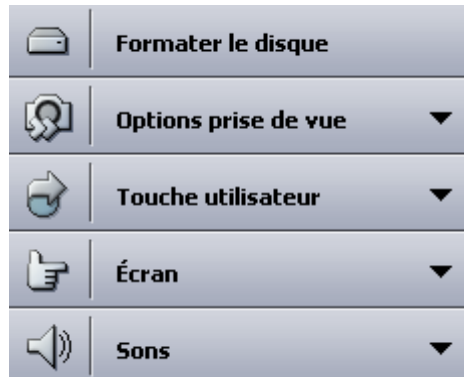 Formater le disque
Options prise de vue
Touche utilisateur
Écran
Sons